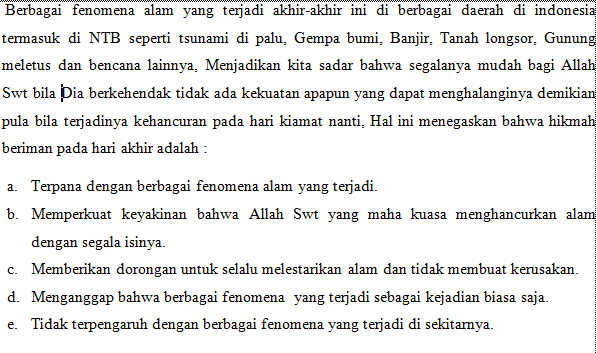 Berbagai fenomena alam yang terjadi akhir-akhir ini di berbagai daerah di indonesia
termasuk di NTB seperti tsunami di palu, Gempa bumi, Banjir, Tanah longsor, Gunung
meletus dan bencana lainnya, Menjadikan kita sadar bahwa segalanya mudah bagi Allah
Swt bila Dia berkehendak tidak ada kekuatan apapun yang dapat menghalanginya demikian
pula bila terjadinya kehancuran pada hari kiamat nanti, Hal ini menegaskan bahwa hikmah
beriman pada hari akhir adalah :
a. Terpana dengan berbagai fenomena alam yang terjadi.
b. Memperkuat keyakinan bahwa Allah Swt yang maha kuasa menghancurkan alam
dengan segala isinya.
c. Memberikan dorongan untuk selalu melestarikan alam dan tidak membuat kerusakan.
d. Menganggap bahwa berbagai fenomena yang terjadi sebagai kejadian biasa saja.
e. Tidak terpengaruh dengan berbagai fenomena yang terjadi di sekitarnya.